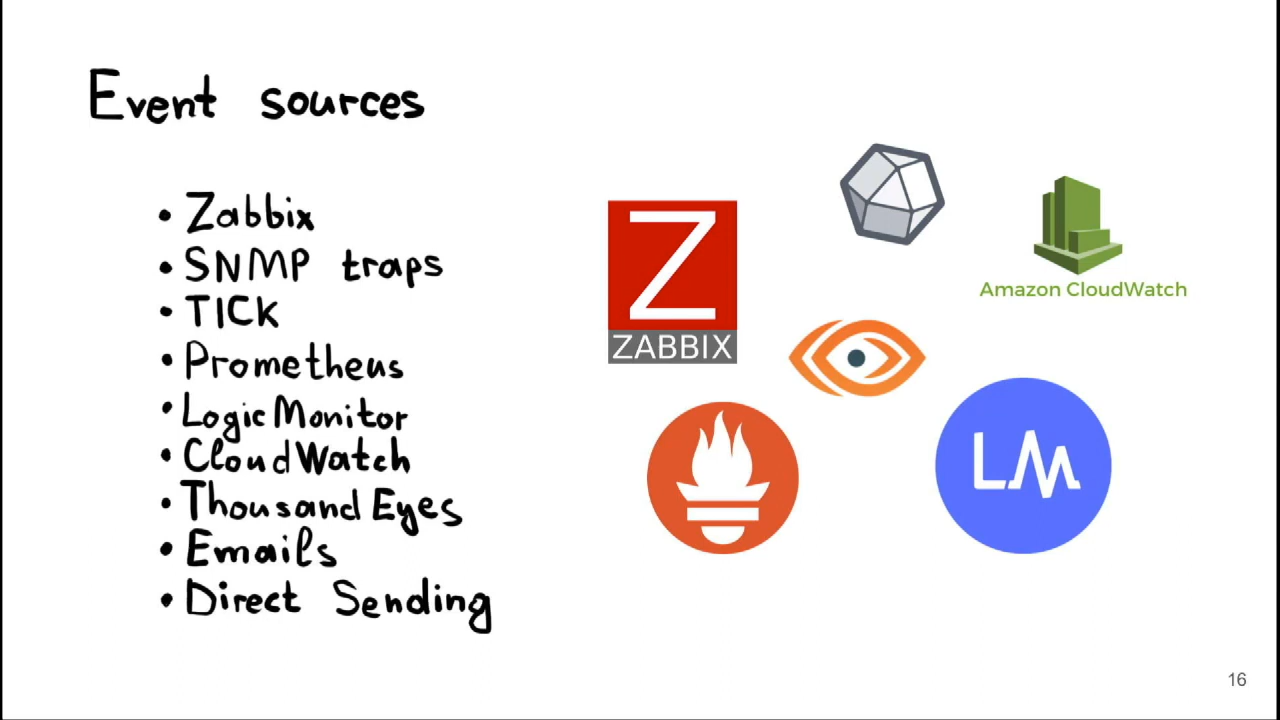 Event sources
• Zabbix
• SNMP traps
• TICK
• Prometheus
• LogicMonitor
• CloudWatch
• ThousandEyes
• Emails
• Direct Sending
Z
ZABBIX
Amazon CloudWatch
LM
16